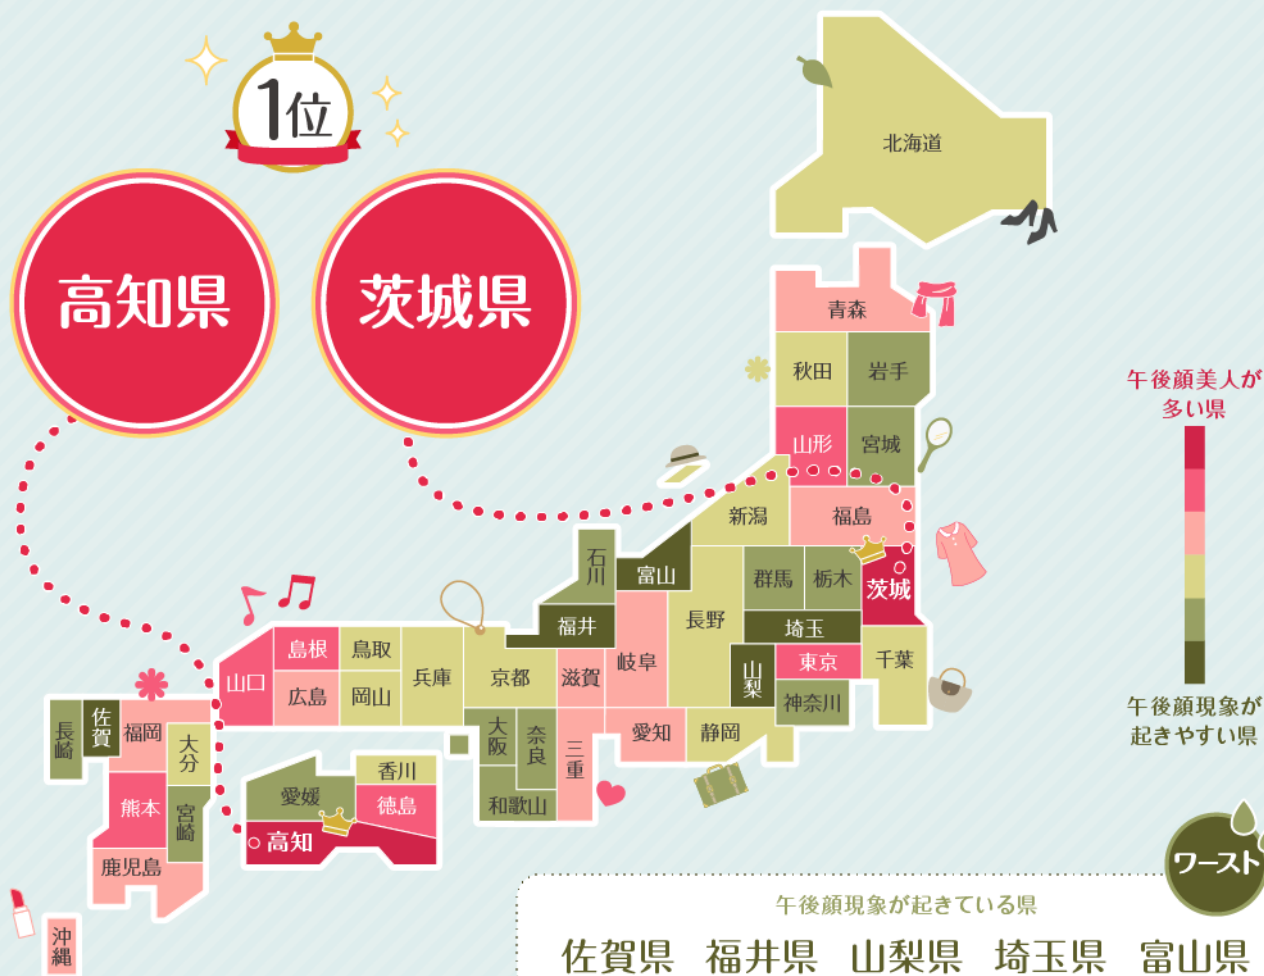 1位
高知県
茨城県
北海道
青森
秋田
岩手
山形
宮城
新潟
福島
石川
富山
群馬
栃木
茨城
福井
長野
埼玉
島根
鳥取
兵庫
京都
滋賀
岐阜
山梨
東京
千葉
山口
広島
岡山
神奈川
長崎
佐賀
福岡
大分
大阪
奈良
三重
愛知
静岡
熊本
宮崎
愛媛
香川
徳島
和歌山
高知
鹿児島
沖縄
午後顔美人が
多い県
午後顔現象が
起きやすい県
ワースト
午後顔現象が起きている県
佐賀県 福井県 山梨県 埼玉県 富山県